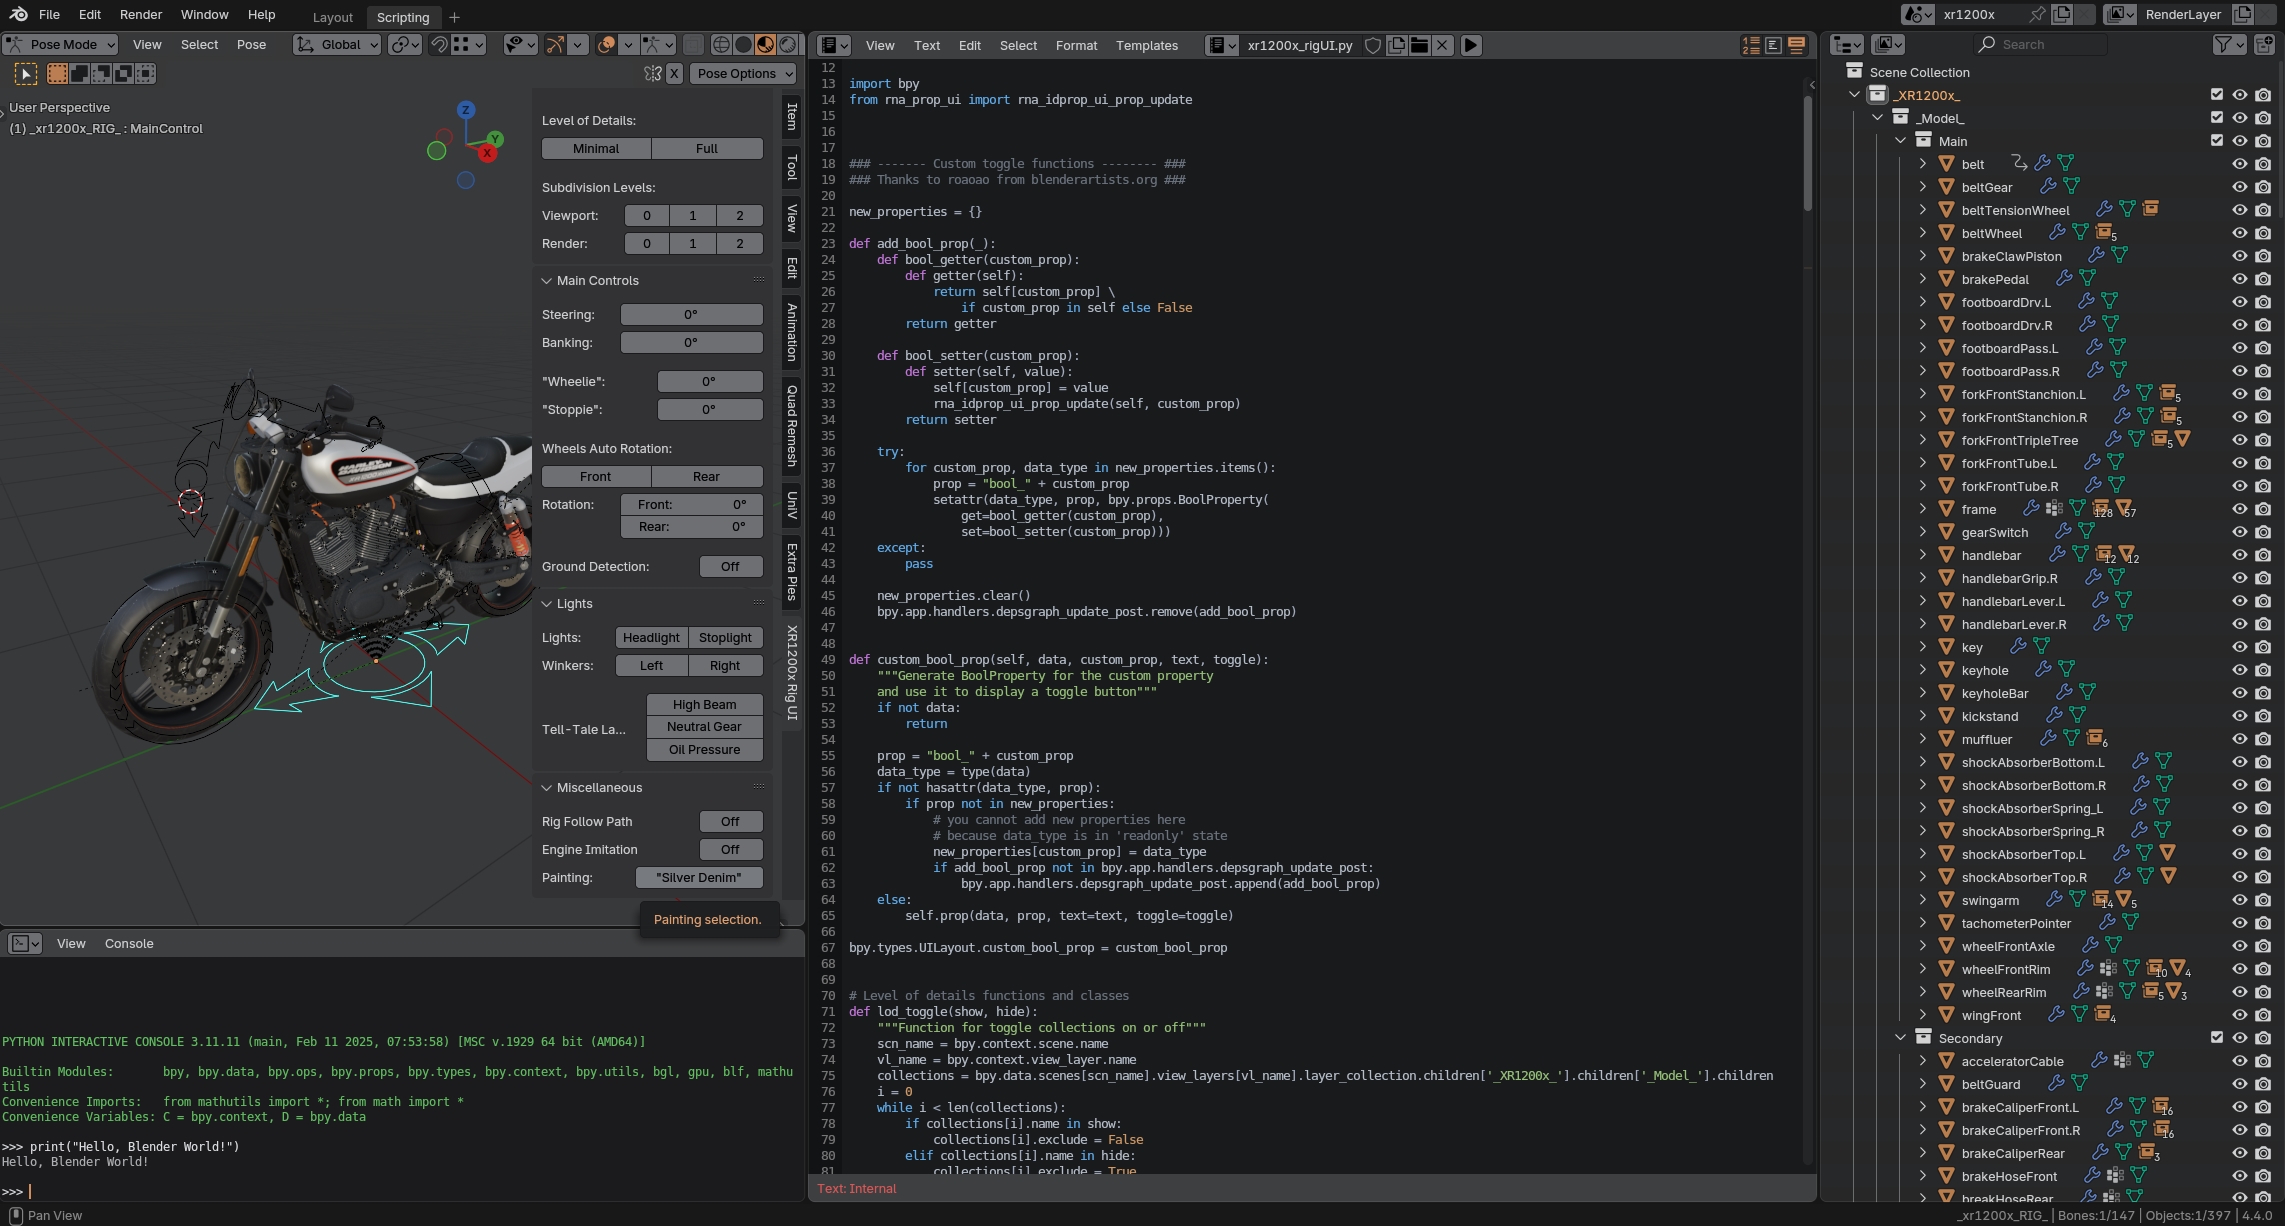 File Edit Render Window Help Layout Scripting + xr1200x RenderLayer
Pose Mode View Select Pose Global
View Text Edit Select Format Templates xr1200x_rigUI.py Search
X Pose Options
User Perspective
(1) _xr1200x_RIG_ : MainControl
Z
Y
X
Level of Details:
Minimal Full
Subdivision Levels:
Viewport: 0 1 2
Render: 0 1 2
Main Controls
Steering: 0°
Banking: 0°
"Wheelie": 0°
"Stoppie": 0°
Wheels Auto Rotation:
Front Rear
Rotation: Front: 0°
Rear: 0°
Ground Detection: Off
Lights
Lights: Headlight Stoplight
Winkers: Left Right
High Beam
Tell-Tale La... Neutral Gear
Oil Pressure
Miscellaneous
Rig Follow Path Off
Engine Imitation Off
Painting: "Silver Denim"
Painting selection.
Item
Tool
View
Edit
Animation
Quad Remesh
UniV
Extra Pies
XR1200x Rig UI
View Console
PYTHON INTERACTIVE CONSOLE 3.11.11 (main, Feb 11 2025, 07:53:58) [MSC v.1929 64 bit (AMD64)]
Builtin Modules: bpy, bpy.data, bpy.ops, bpy.props, bpy.types, bpy.context, bpy.utils, bgl, gpu, blf, mathu
tils
Convenience Imports: from mathutils import *; from math import *
Convenience Variables: C = bpy.context, D = bpy.data
>>> print("Hello, Blender World!")
Hello, Blender World!
>>>
12
13 import bpy
14 from rna_prop_ui import rna_idprop_ui_prop_update
15
16
17
18 ### ------- Custom toggle functions -------- ###
19 ### Thanks to roaoao from blenderartists.org ###
20
21 new_properties = {}
22
23 def add_bool_prop(_):
24 def bool_getter(custom_prop):
25 def getter(self):
26 return self[custom_prop] \
27 if custom_prop in self else False
28 return getter
29
30 def bool_setter(custom_prop):
31 def setter(self, value):
32 self[custom_prop] = value
33 rna_idprop_ui_prop_update(self, custom_prop)
34 return setter
35
36 try:
37 for custom_prop, data_type in new_properties.items():
38 prop = "bool_" + custom_prop
39 setattr(data_type, prop, bpy.props.BoolProperty(
40 get=bool_getter(custom_prop),
41 set=bool_setter(custom_prop)))
42 except:
43 pass
44
45 new_properties.clear()
46 bpy.app.handlers.depsgraph_update_post.remove(add_bool_prop)
47
48
49 def custom_bool_prop(self, data, custom_prop, text, toggle):
50 """Generate BoolProperty for the custom property
51 and use it to display a toggle button"""
52 if not data:
53 return
54
55 prop = "bool_" + custom_prop
56 data_type = type(data)
57 if not hasattr(data_type, prop):
58 if prop not in new_properties:
59 # you cannot add new properties here
60 # because data_type is in 'readonly' state
61 new_properties[custom_prop] = data_type
62 if add_bool_prop not in bpy.app.handlers.depsgraph_update_post:
63 bpy.app.handlers.depsgraph_update_post.append(add_bool_prop)
64 else:
65 self.prop(data, prop, text=text, toggle=toggle)
66
67 bpy.types.UILayout.custom_bool_prop = custom_bool_prop
68
69
70 # Level of details functions and classes
71 def lod_toggle(show, hide):
72 """Function for toggle collections on or off"""
73 scn_name = bpy.context.scene.name
74 vl_name = bpy.context.view_layer.name
75 collections = bpy.data.scenes[scn_name].view_layers[vl_name].layer_collection.children['_XR1200x_'].children['_Model_'].children
76 i = 0
77 while i < len(collections):
78 if collections[i].name in show:
79 collections[i].exclude = False
80 elif collections[i].name in hide:
81 collections[i].exclude = True
Text: Internal
Scene Collection
_XR1200x_
_Model_
Main
belt
beltGear
beltTensionWheel
beltWheel 5
brakeClawPiston
brakePedal
footboardDrv.L
footboardDrv.R
footboardPass.L
footboardPass.R
forkFrontStanchion.L 5
forkFrontStanchion.R 5
forkFrontTripleTree 5
forkFrontTube.L
forkFrontTube.R
frame 128 57
gearSwitch
handlebar 12 12
handlebarGrip.R
handlebarLever.L
handlebarLever.R
key
keyhole
keyholeBar
kickstand
muffluer 6
shockAbsorberBottom.L
shockAbsorberBottom.R
shockAbsorberSpring_L
shockAbsorberSpring_R
shockAbsorberTop.L
shockAbsorberTop.R
swingarm 14 5
tachometerPointer
wheelFrontAxle
wheelFrontRim 10 4
wheelRearRim 5 3
wingFront 4
Secondary
acceleratorCable
beltGuard
brakeCaliperFront.L 16
brakeCaliperFront.R 16
brakeCaliperRear 3
brakeHoseFront
breakHoseRear
Pan View
_xr1200x_RIG_ | Bones:1/147 | Objects:1/397 | 4.4.0